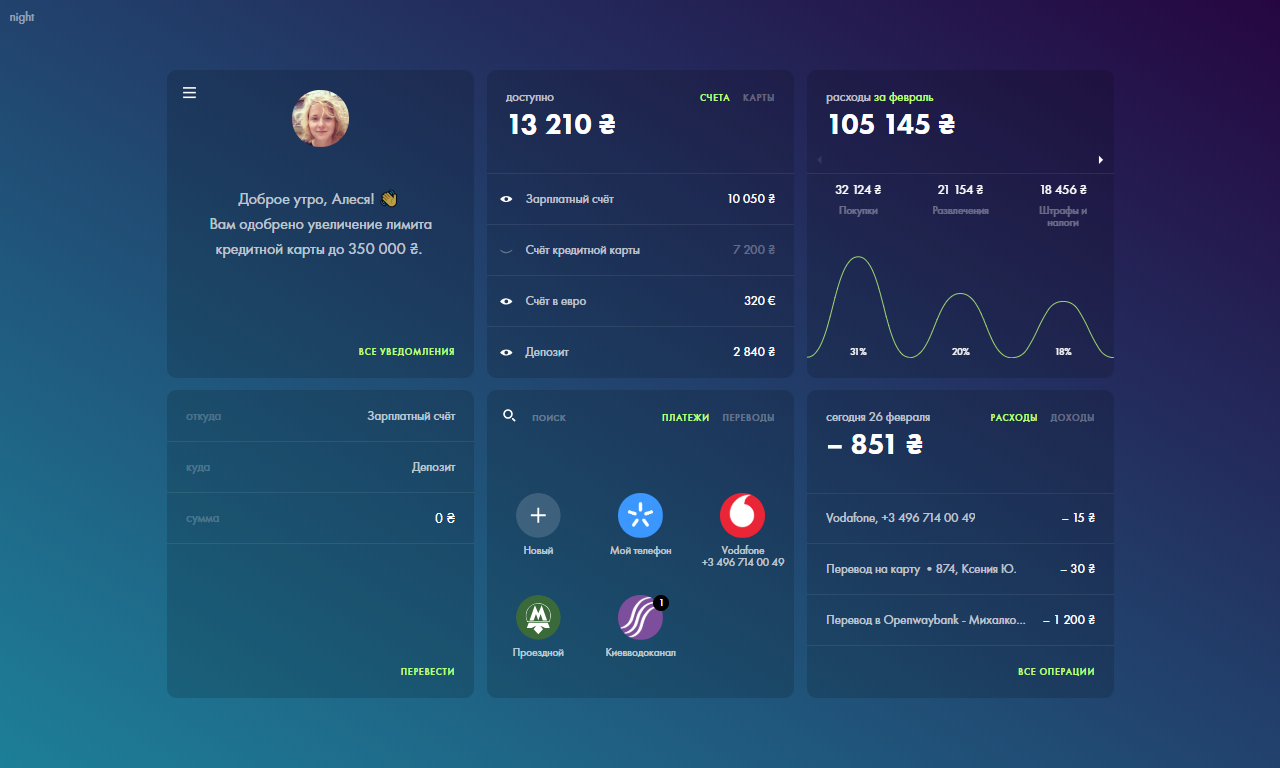 night
Доброе утро, Алеся! 👋
Вам одобрено увеличение лимита
кредитной карты до 350 000 ₴.
ВСЕ УВЕДОМЛЕНИЯ
доступно
СЧЕТА КАРТЫ
13 210 ₴
Зарплатный счёт 10 050 ₴
Счёт кредитной карты 7 200 ₴
Счёт в евро 320 €
Депозит 2 840 ₴
расходы за февраль
105 145 ₴
32 124 ₴ 21 154 ₴ 18 456 ₴
Покупки Развлечения Штрафы и
налоги
31% 20% 18%
откуда Зарплатный счёт
куда Депозит
сумма 0 ₴
ПЕРЕВЕСТИ
ПОИСК ПЛАТЕЖИ ПЕРЕВОДЫ
Новый Мой телефон Vodafone
+3 496 714 00 49
1
Проездной Киевводоканал
сегодня 26 февраля РАСХОДЫ ДОХОДЫ
– 851 ₴
Vodafone, +3 496 714 00 49 – 15 ₴
Перевод на карту • 874, Ксения Ю. – 30 ₴
Перевод в Openwaybank - Михалко... – 1 200 ₴
ВСЕ ОПЕРАЦИИ